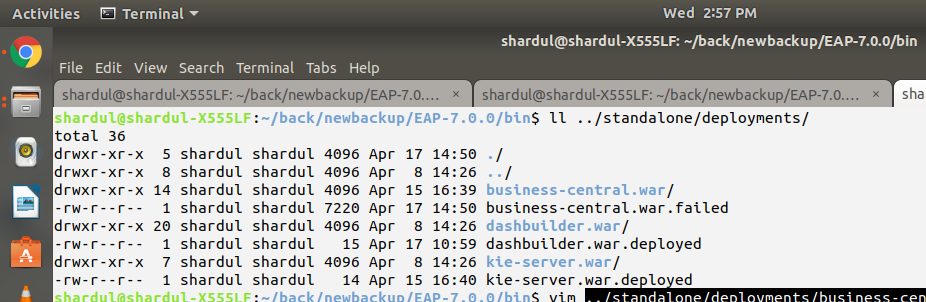 Activities Terminal Wed 2:57 PM
shardul@shardul-X555LF: ~/back/newbackup/EAP-7.0.0/bin
File Edit View Search Terminal Tabs Help
shardul@shardul-X555LF: ~/back/newbackup/EAP-7.0.... × shardul@shardul-X555LF: ~/back/newbackup/EAP-7.0.... × sha
shardul@shardul-X555LF:~/back/newbackup/EAP-7.0.0/bin$ ll ../standalone/deployments/
total 36
drwxr-xr-x  5 shardul shardul 4096 Apr 17 14:50 ./
drwxr-xr-x  8 shardul shardul 4096 Apr  8 14:26 ../
drwxr-xr-x 14 shardul shardul 4096 Apr 15 16:39 business-central.war/
-rw-r--r--  1 shardul shardul 7220 Apr 17 14:50 business-central.war.failed
drwxr-xr-x 20 shardul shardul 4096 Apr  8 14:26 dashbuilder.war/
-rw-r--r--  1 shardul shardul   15 Apr 17 10:59 dashbuilder.war.deployed
drwxr-xr-x  7 shardul shardul 4096 Apr  8 14:26 kie-server.war/
-rw-r--r--  1 shardul shardul   14 Apr 15 16:40 kie-server.war.deployed
shardul@shardul-X555LF:~/back/newbackup/EAP-7.0.0/bin$ vim ../standalone/deployments/business-cen